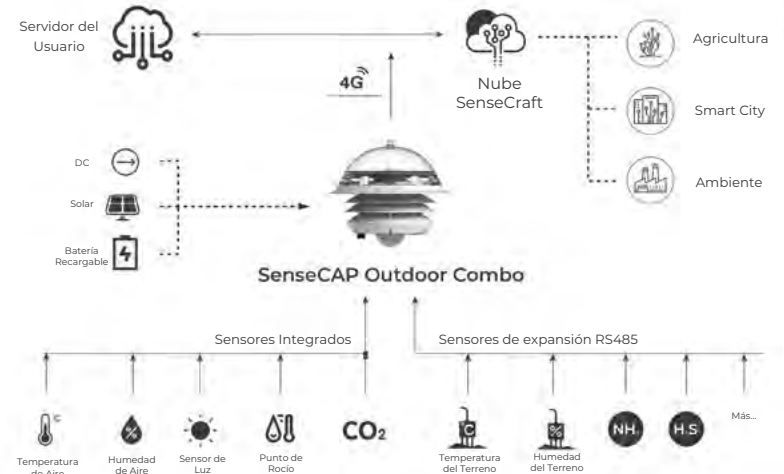 Servidor del
Usuario
4G
Nube
SenseCraft
Agricultura
Smart City
Ambiente
DC
Solar
Batería
Recargable
SenseCAP Outdoor Combo
Sensores Integrados
Sensores de expansión RS485
°C
Temperatura
de Aire
%
Humedad
de Aire
Sensor de
Luz
Punto de
Rocío
CO₂
C
Temperatura
del Terreno
%
Humedad
del Terreno
H.S
Más...